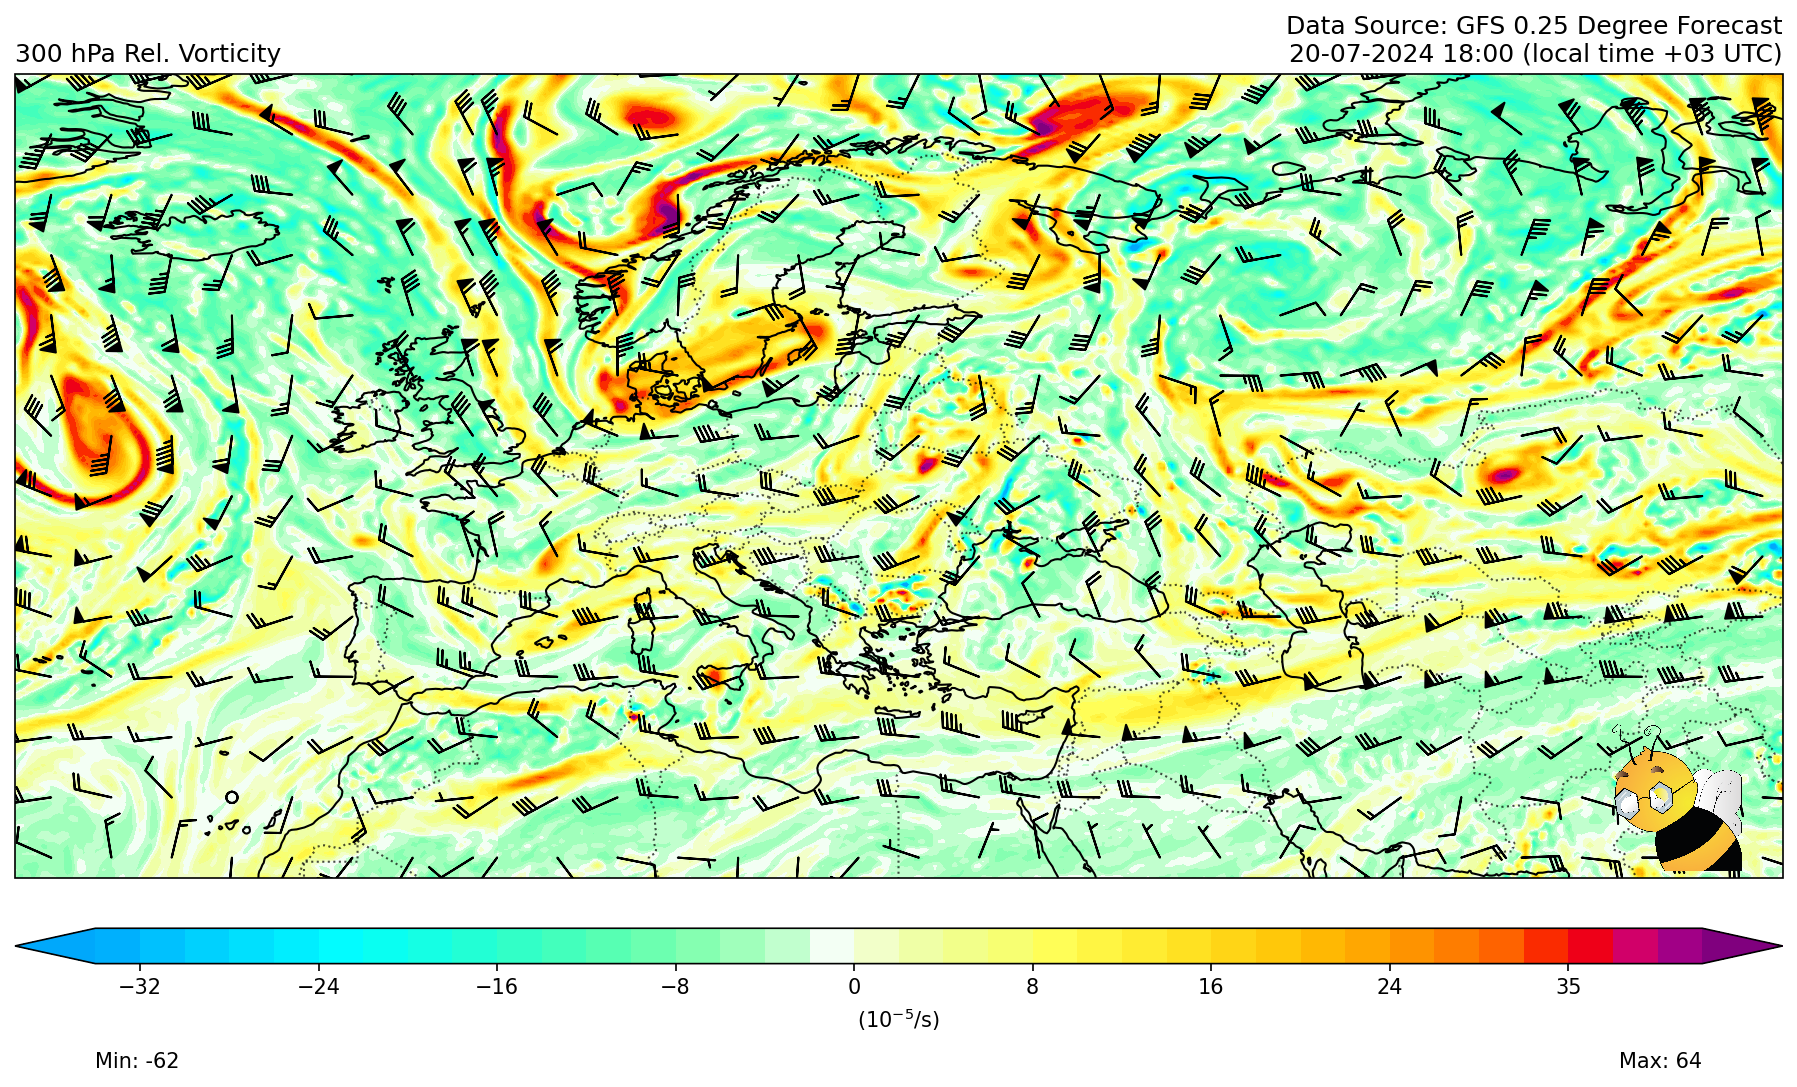 Data Source: GFS 0.25 Degree Forecast
300 hPa Rel. Vorticity
20-07-2024 18:00 (local time +03 UTC)
−32 −24 −16 −8 0 8 16 24 35
(10⁻⁵/s)
Min: -62
Max: 64